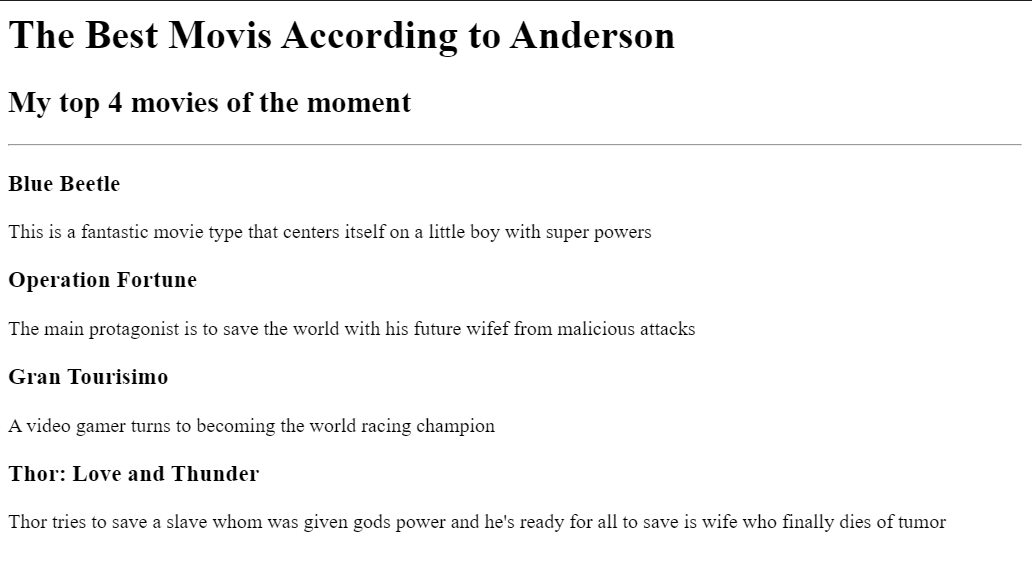 The Best Movis According to Anderson
My top 4 movies of the moment
Blue Beetle
This is a fantastic movie type that centers itself on a little boy with super powers
Operation Fortune
The main protagonist is to save the world with his future wifef from malicious attacks
Gran Tourisimo
A video gamer turns to becoming the world racing champion
Thor: Love and Thunder
Thor tries to save a slave whom was given gods power and he's ready for all to save is wife who finally dies of tumor